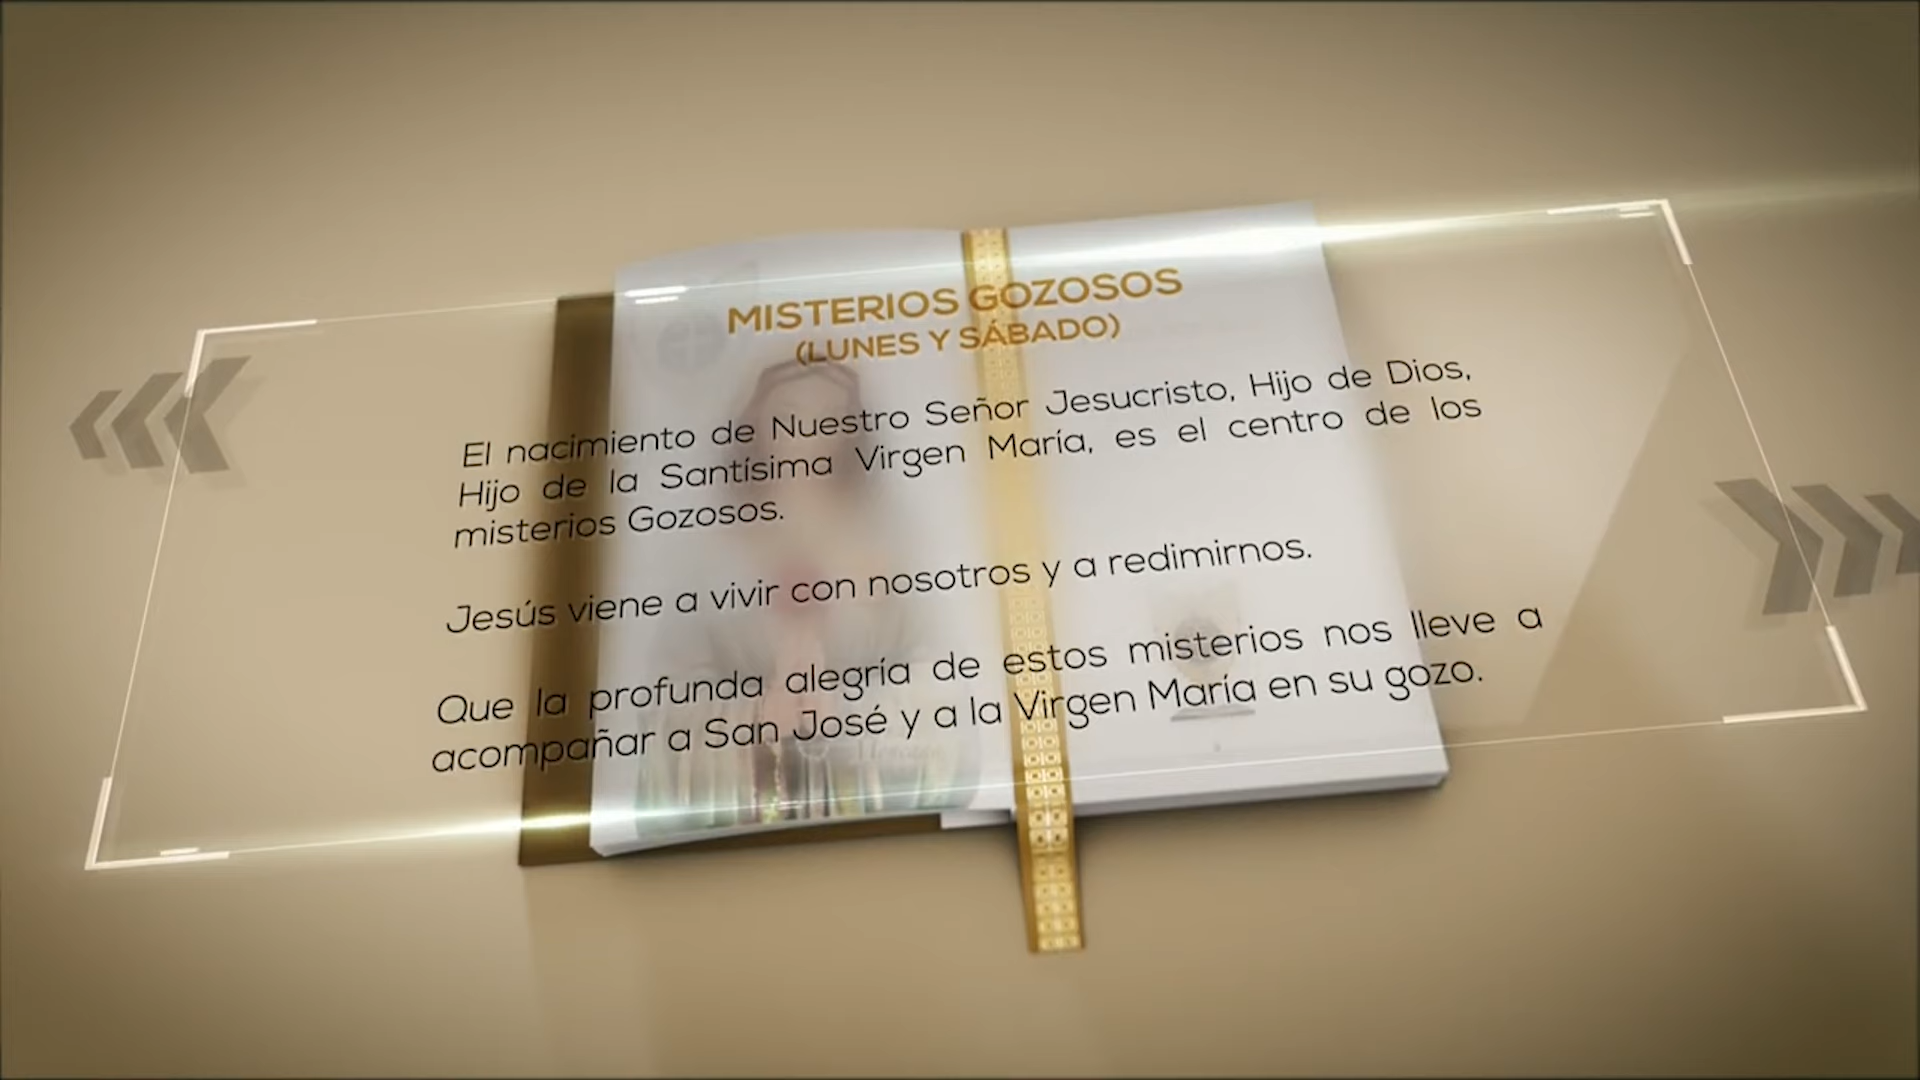 MISTERIOS GOZOSOS
(LUNES Y SÁBADO)
El nacimiento de Nuestro Señor Jesucristo, Hijo de Dios,
Hijo de la Santísima Virgen María, es el centro de los
misterios Gozosos.
Jesús viene a vivir con nosotros y a redimirnos.
Que la profunda alegría de estos misterios nos lleve a
acompañar a San José y a la Virgen María en su gozo.